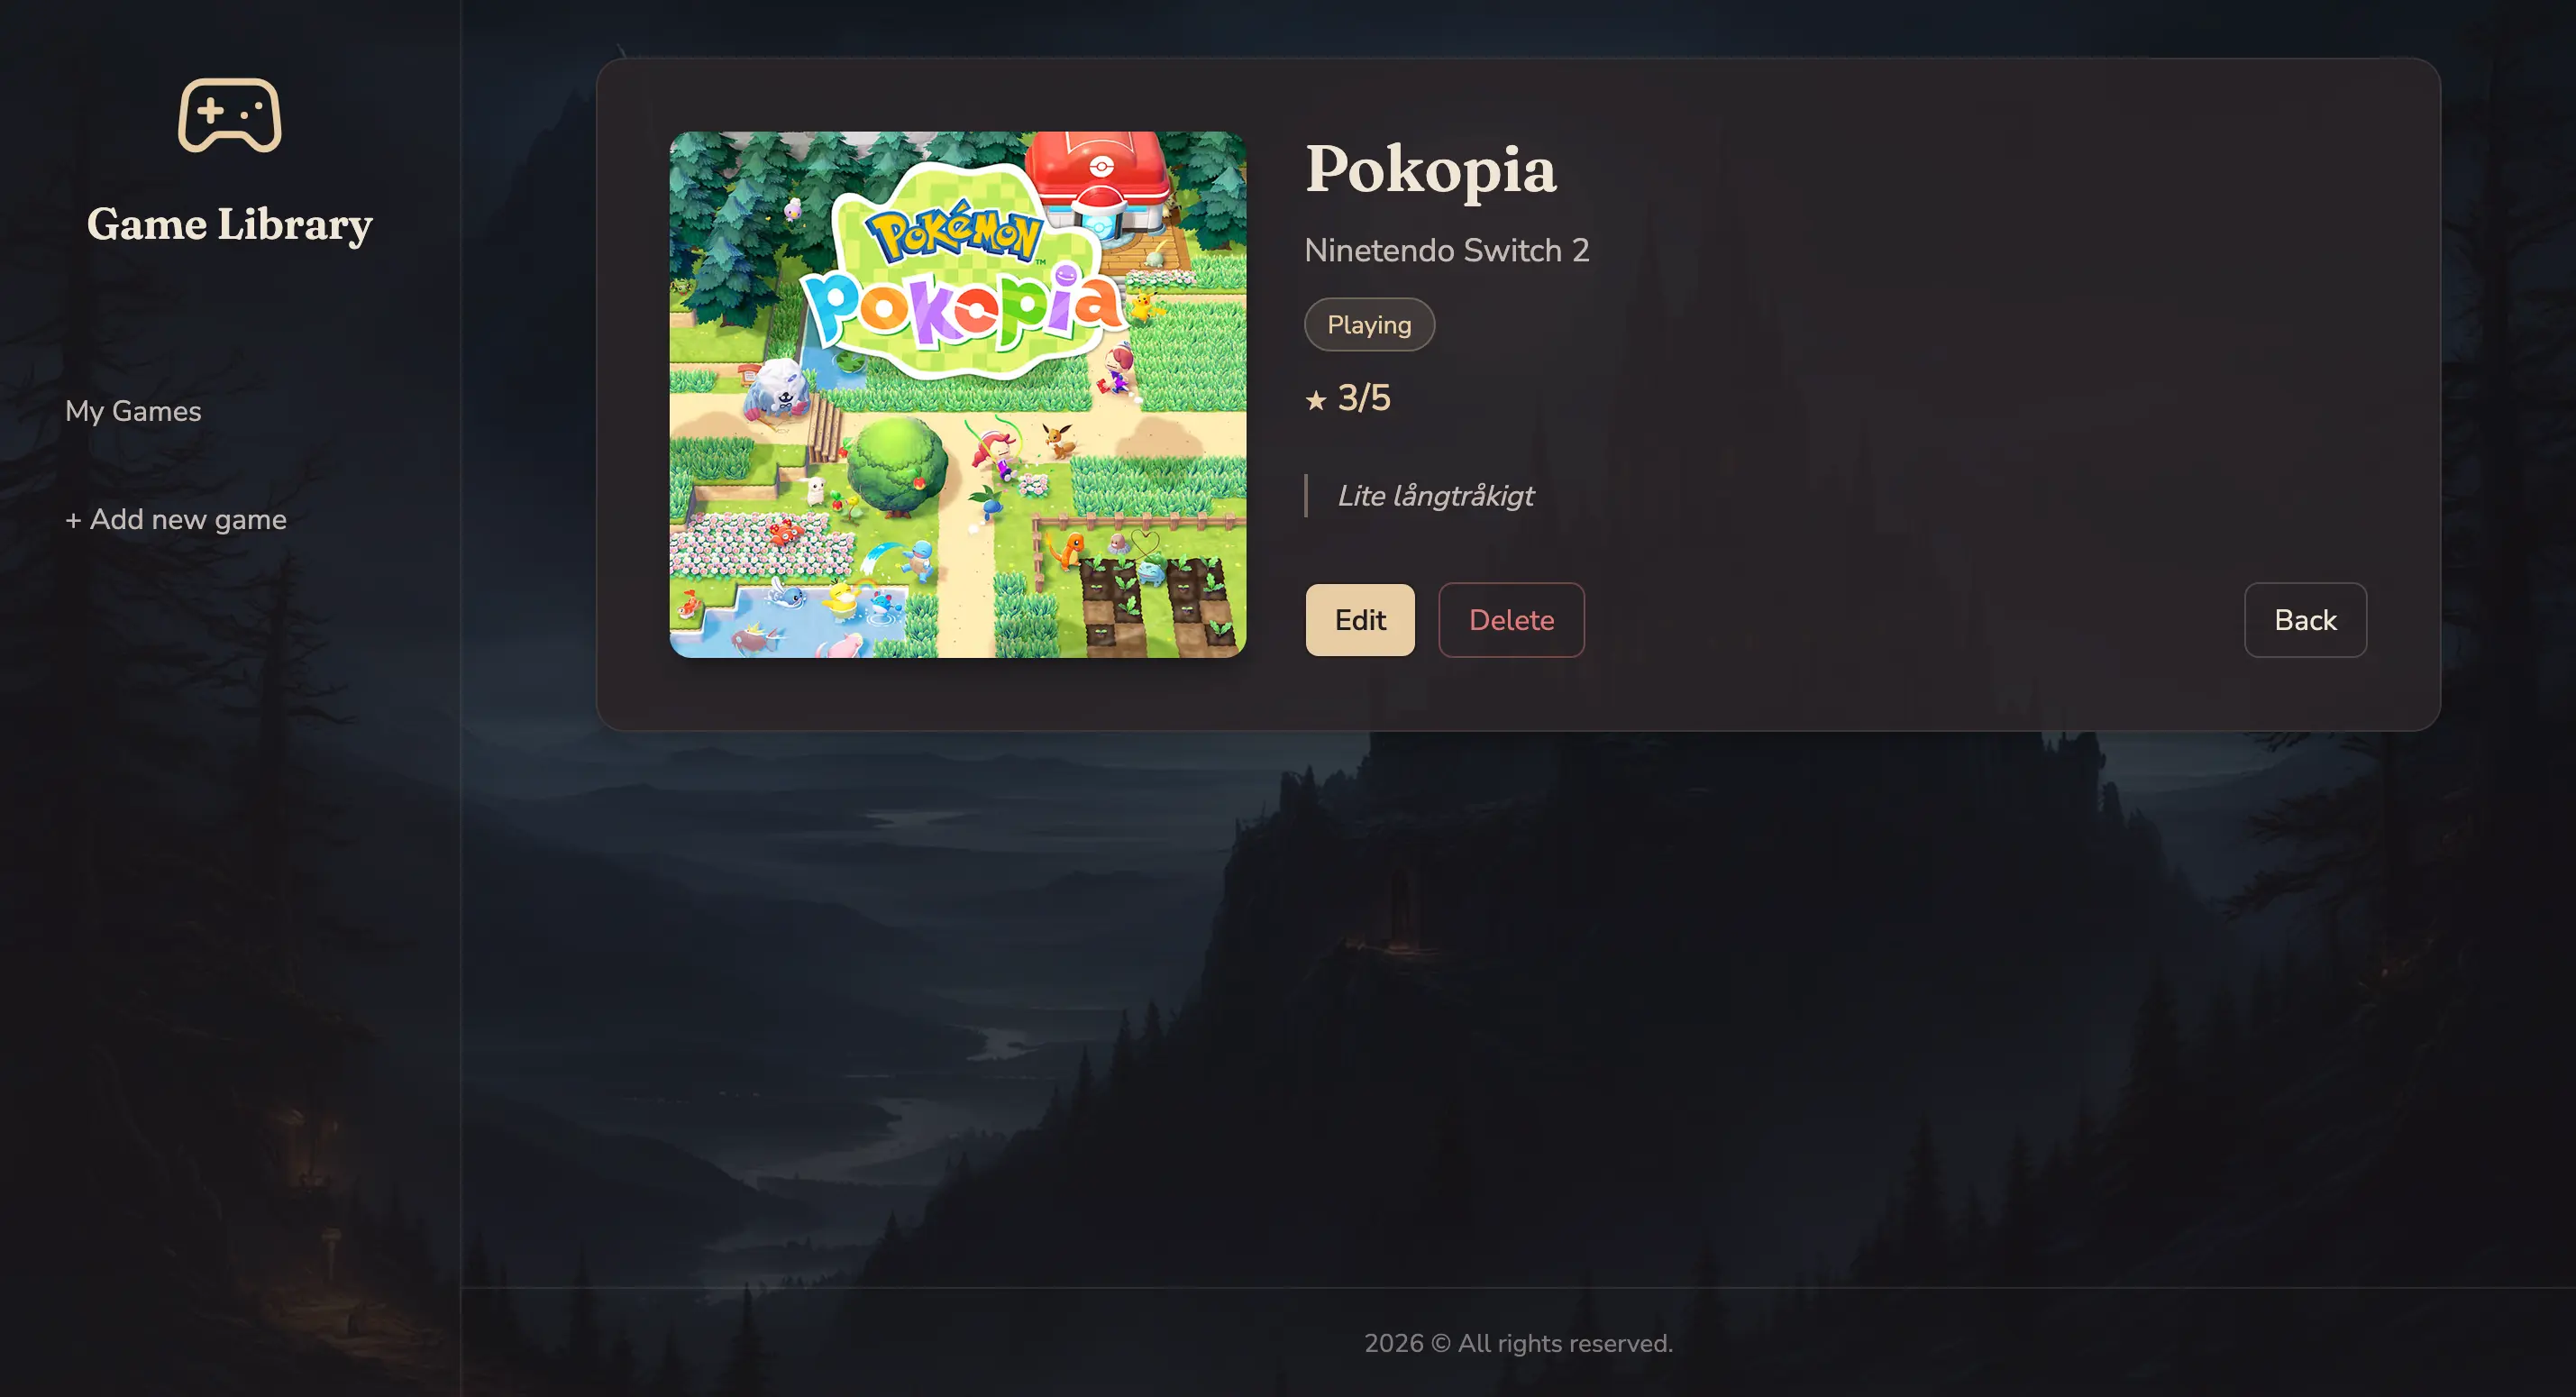 Game Library
My Games
+ Add new game
POKÉMON
TM
pokopia
Pokopia
Ninetendo Switch 2
Playing
★ 3/5
Lite långtråkigt
Edit
Delete
Back
2026 © All rights reserved.